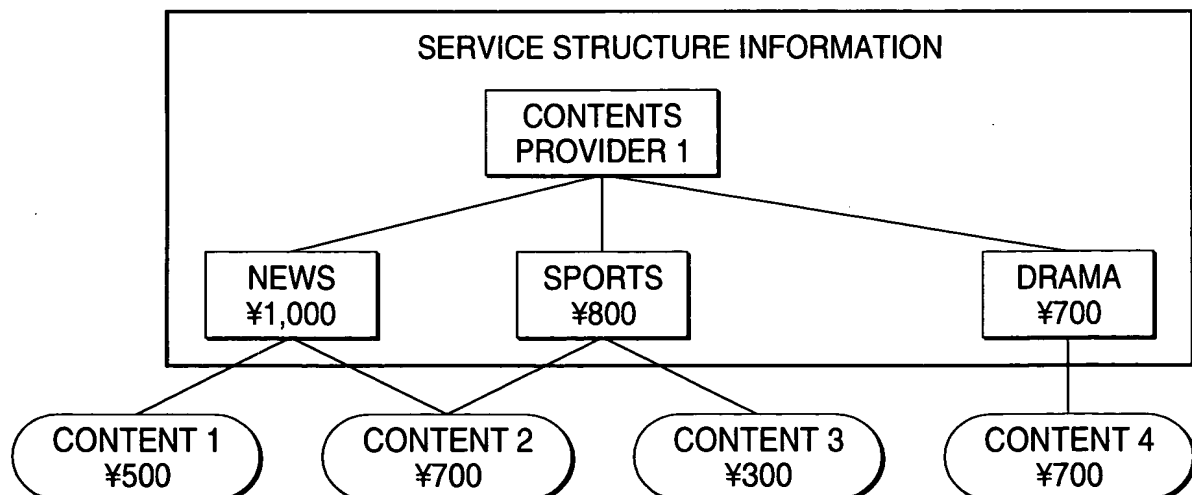 SERVICE STRUCTURE INFORMATION
CONTENTS
PROVIDER 1
NEWS
¥1,000
SPORTS
¥800
DRAMA
¥700
CONTENT 1
¥500
CONTENT 2
¥700
CONTENT 3
¥300
CONTENT 4
¥700